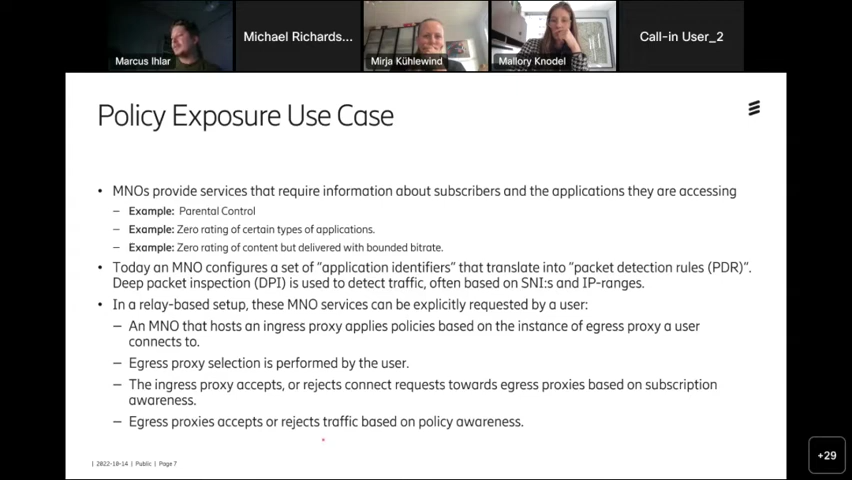 Marcus Ihlar
Michael Richards...
Mirja Kühlewind
Mallory Knodel
Call-in User_2
Policy Exposure Use Case
• MNOs provide services that require information about subscribers and the applications they are accessing
– Example: Parental Control
– Example: Zero rating of certain types of applications.
– Example: Zero rating of content but delivered with bounded bitrate.
• Today an MNO configures a set of "application identifiers" that translate into "packet detection rules (PDR)".
Deep packet inspection (DPI) is used to detect traffic, often based on SNI:s and IP-ranges.
• In a relay-based setup, these MNO services can be explicitly requested by a user:
– An MNO that hosts an ingress proxy applies policies based on the instance of egress proxy a user
connects to.
– Egress proxy selection is performed by the user.
– The ingress proxy accepts, or rejects connect requests towards egress proxies based on subscription
awareness.
– Egress proxies accepts or rejects traffic based on policy awareness.
| 2022-10-14 | Public | Page 7
+29